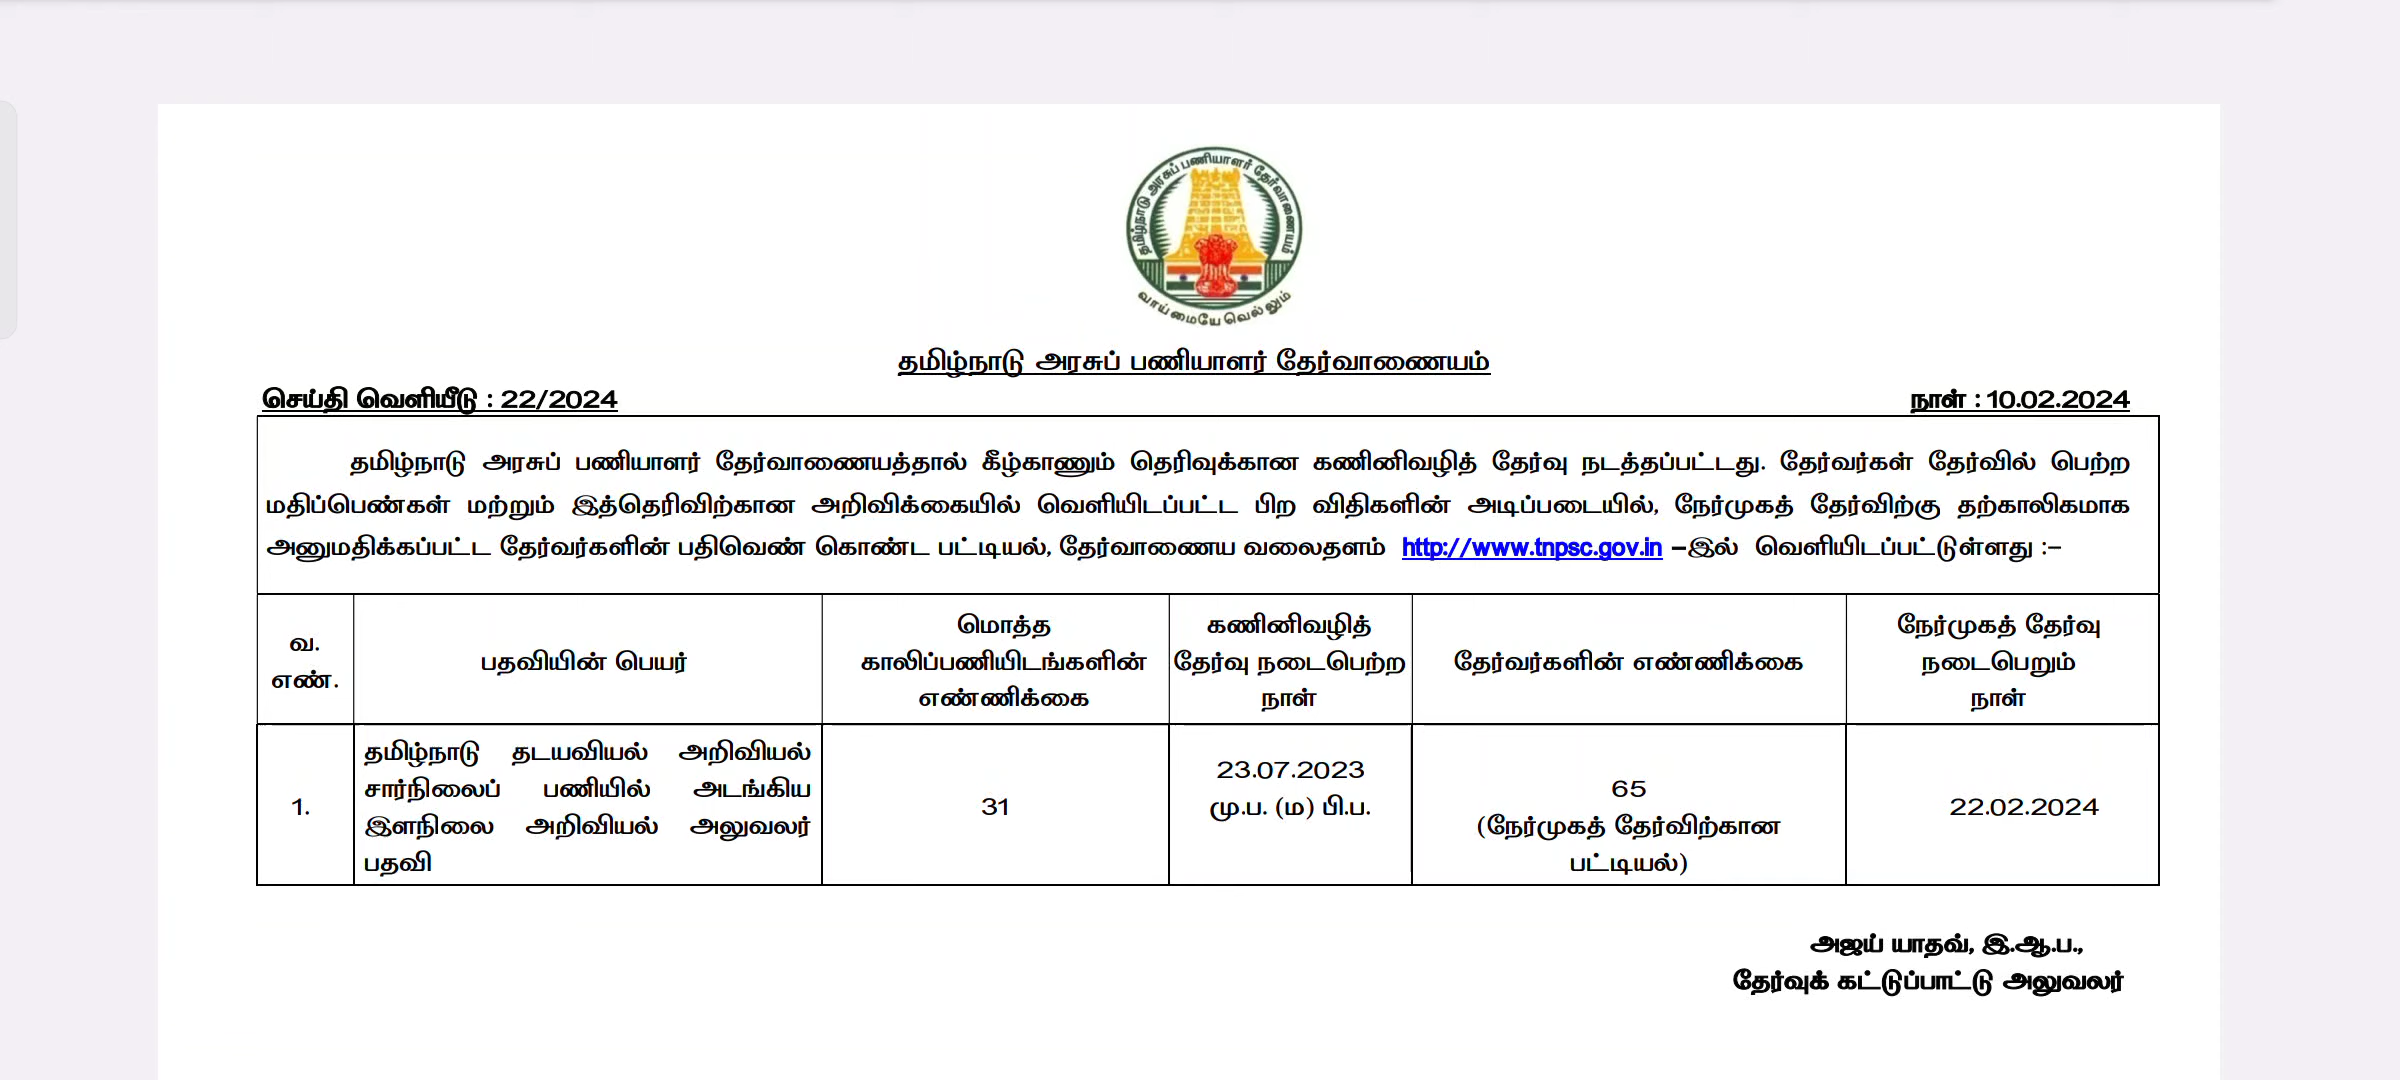 தமிழ்நாடு அரசுப் பணியாளர் தேர்வாணையம்
வாய்மையே வெல்லும்
தமிழ்நாடு அரசுப் பணியாளர் தேர்வாணையம்
செய்தி வெளியீடு : 22/2024 நாள் : 10.02.2024
தமிழ்நாடு அரசுப் பணியாளர் தேர்வாணையத்தால் கீழ்காணும் தெரிவுக்கான கணினிவழித் தேர்வு நடத்தப்பட்டது. தேர்வர்கள் தேர்வில் பெற்ற
மதிப்பெண்கள் மற்றும் இத்தெரிவிற்கான அறிவிக்கையில் வெளியிடப்பட்ட பிற விதிகளின் அடிப்படையில், நேர்முகத் தேர்விற்கு தற்காலிகமாக
அனுமதிக்கப்பட்ட தேர்வர்களின் பதிவெண் கொண்ட பட்டியல், தேர்வாணைய வலைதளம் http://www.tnpsc.gov.in –இல் வெளியிடப்பட்டுள்ளது :–
வ.
எண்.
பதவியின் பெயர்
மொத்த
காலிப்பணியிடங்களின்
எண்ணிக்கை
கணினிவழித்
தேர்வு நடைபெற்ற
நாள்
தேர்வர்களின் எண்ணிக்கை
நேர்முகத் தேர்வு
நடைபெறும்
நாள்
1.
தமிழ்நாடு தடயவியல் அறிவியல்
சார்நிலைப் பணியில் அடங்கிய
இளநிலை அறிவியல் அலுவலர்
பதவி
31
23.07.2023
மு.ப. (ம) பி.ப.
65
(நேர்முகத் தேர்விற்கான
பட்டியல்)
22.02.2024
அஜய் யாதவ், இ.ஆ.ப.,
தேர்வுக் கட்டுப்பாட்டு அலுவலர்